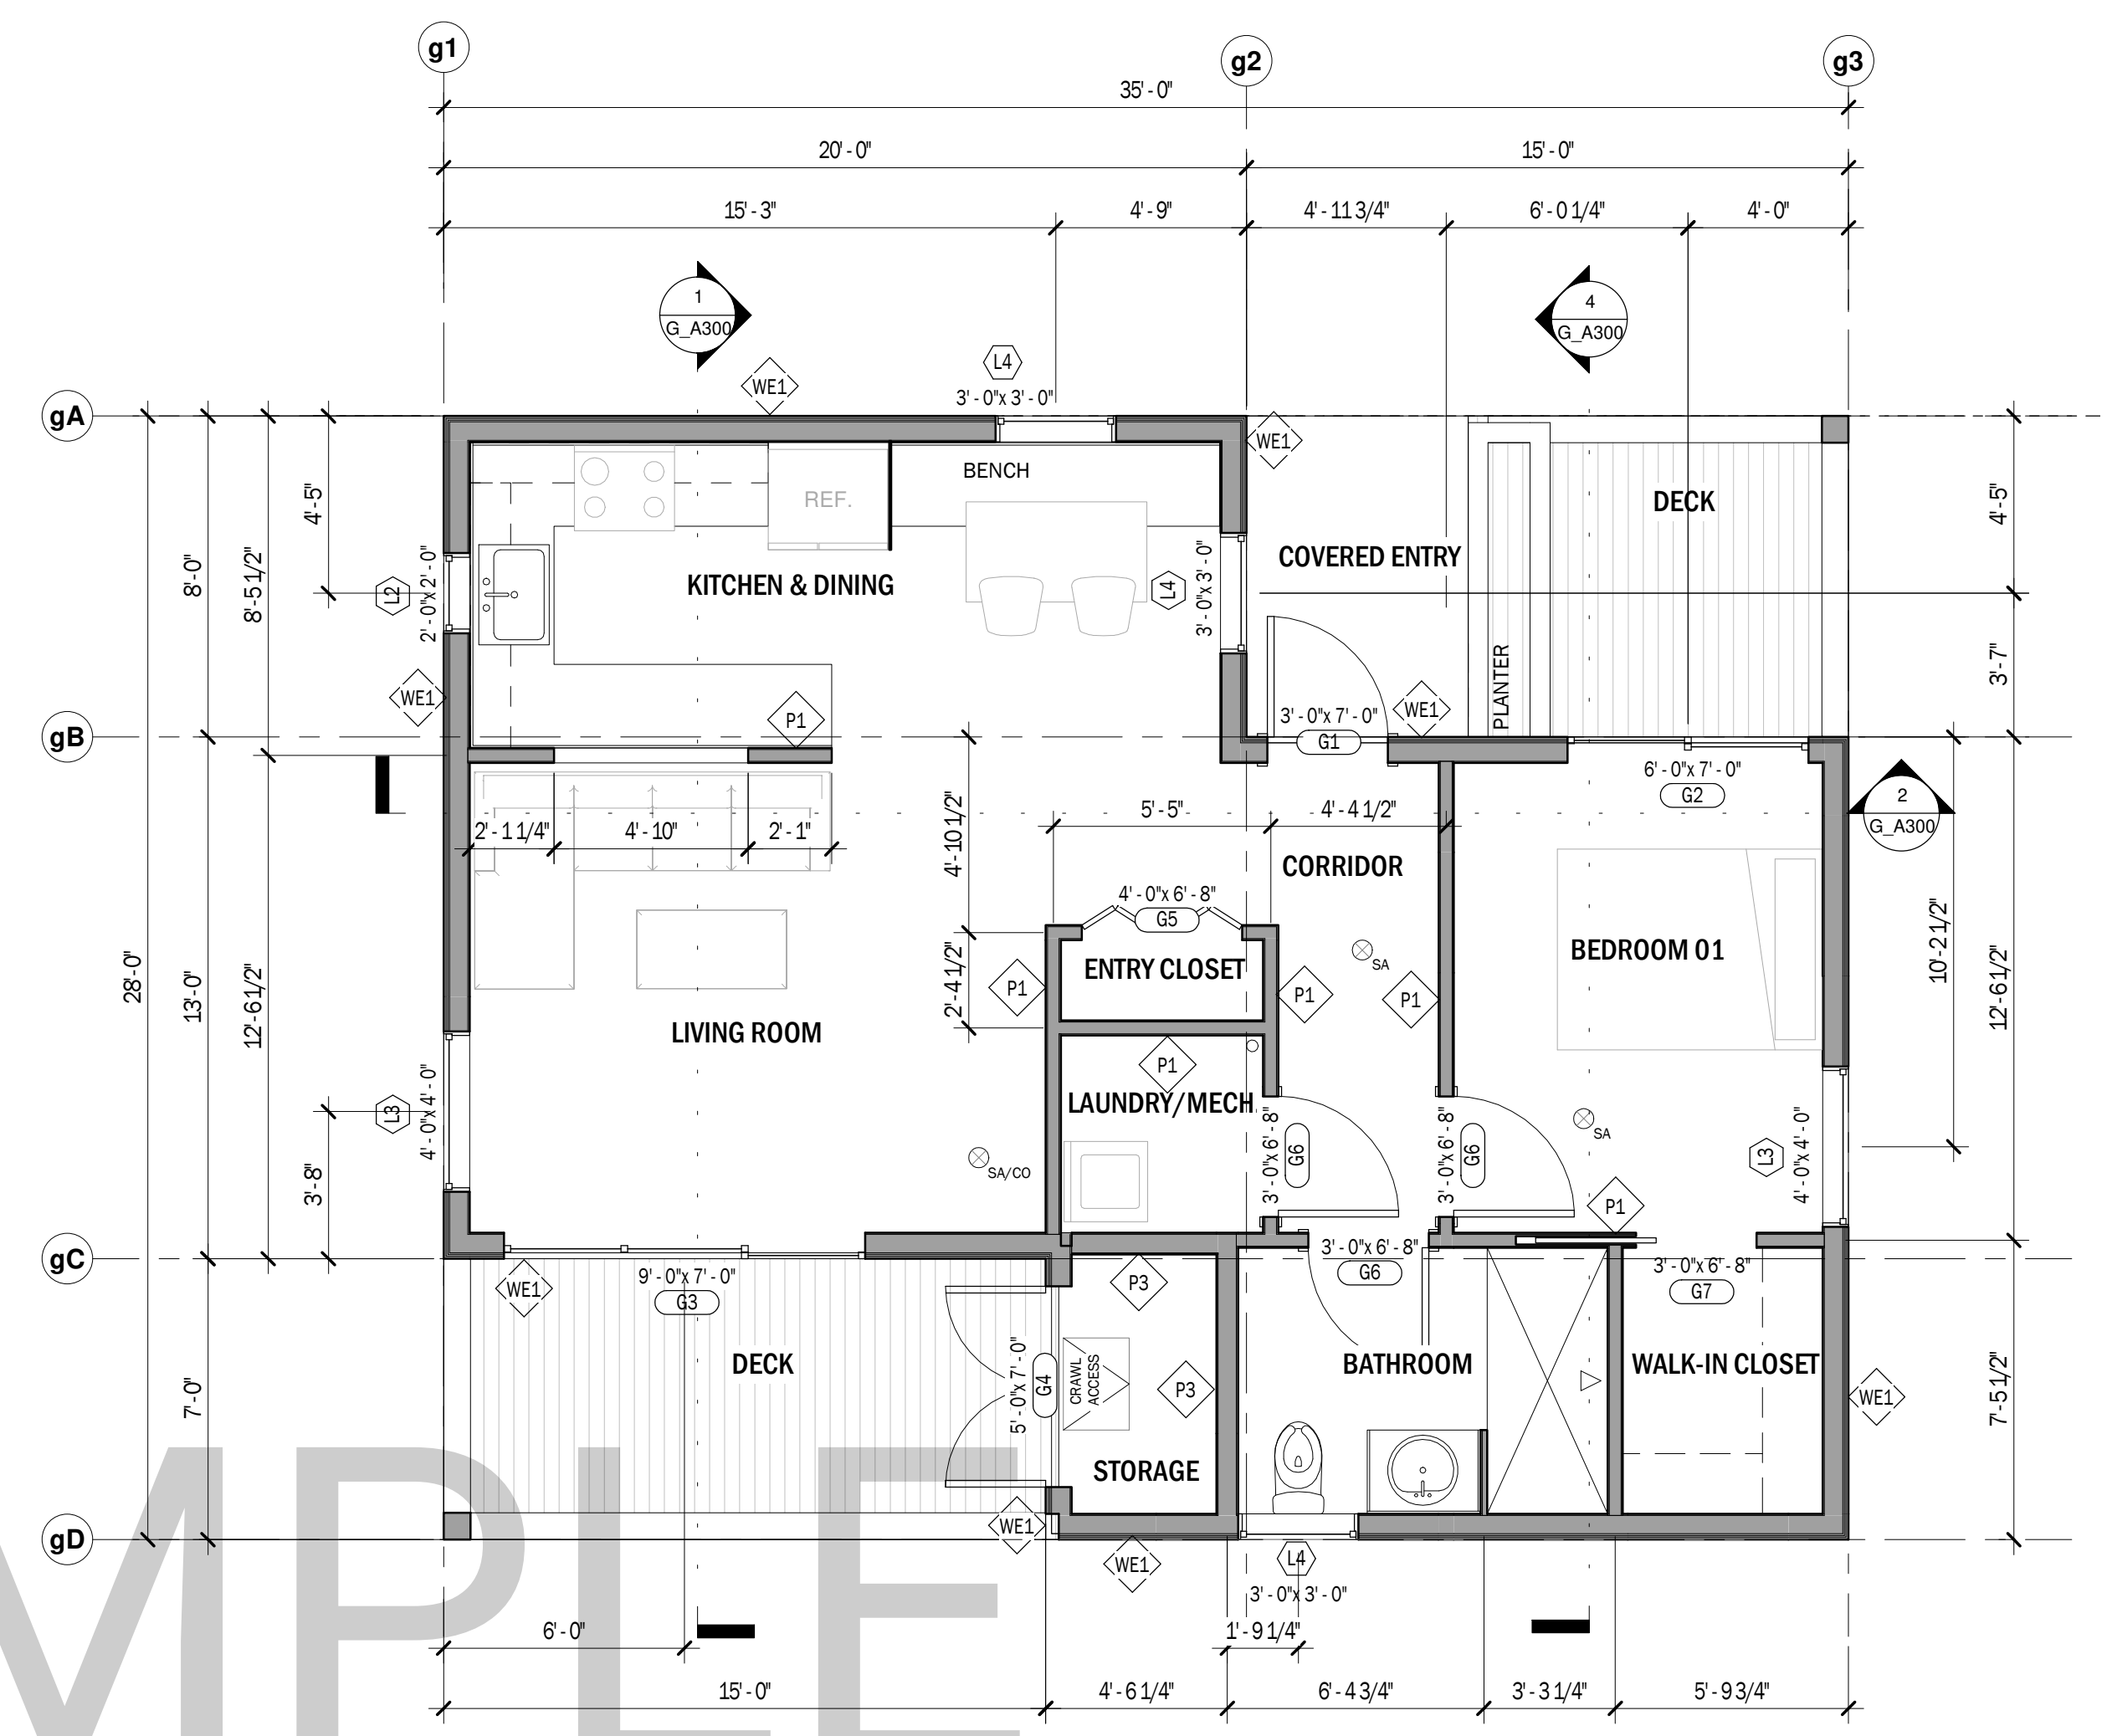 g1
g2
g3
35'-0"
20'-0"
15'-0"
15'-3"
4'-9"
4'-11 3/4"
6'-0 1/4"
4'-0"
1
G_A300
4
G_A300
L4
3'-0"x 3'-0"
WE1
gA
WE1
BENCH
REF.
DECK
4'-5"
4'-5"
8'-0"
8'-5 1/2"
COVERED ENTRY
KITCHEN & DINING
L2
2'-0"x 2'-0"
L4
3'-0"x 3'-0"
3'-7"
WE1
PLANTER
P1
WE1
3'-0"x 7'-0"
G1
gB
6'-0"x 7'-0"
G2
2
G_A300
2'-1 1/4"
4'-10"
2'-1"
4'-10 1/2"
5'-5"
4'-4 1/2"
CORRIDOR
4'-0"x 6'-8"
G5
SA
BEDROOM 01
10'-2 1/2"
12'-6 1/2"
28'-0"
13'-0"
12'-6 1/2"
2'-4 1/2"
ENTRY CLOSET
P1
P1
P1
LIVING ROOM
P1
LAUNDRY/MECH.
L3
4'-0"x 4'-0"
3'-8"
SA/CO
3'-0"x 6'-8"
G6
3'-0"x 6'-8"
G6
SA
L3
4'-0"x 4'-0"
P1
gC
WE1
9'-0"x 7'-0"
G3
P3
3'-0"x 6'-8"
G6
3'-0"x 6'-8"
G7
7'-0"
DECK
5'-0"x 7'-0"
G4
CRAWL
ACCESS
P3
BATHROOM
WALK-IN CLOSET
WE1
7'-5 1/2"
STORAGE
gD
WE1
WE1
L4
3'-0"x 3'-0"
6'-0"
1'-9 1/4"
15'-0"
4'-6 1/4"
6'-4 3/4"
3'-3 1/4"
5'-9 3/4"
MPLE